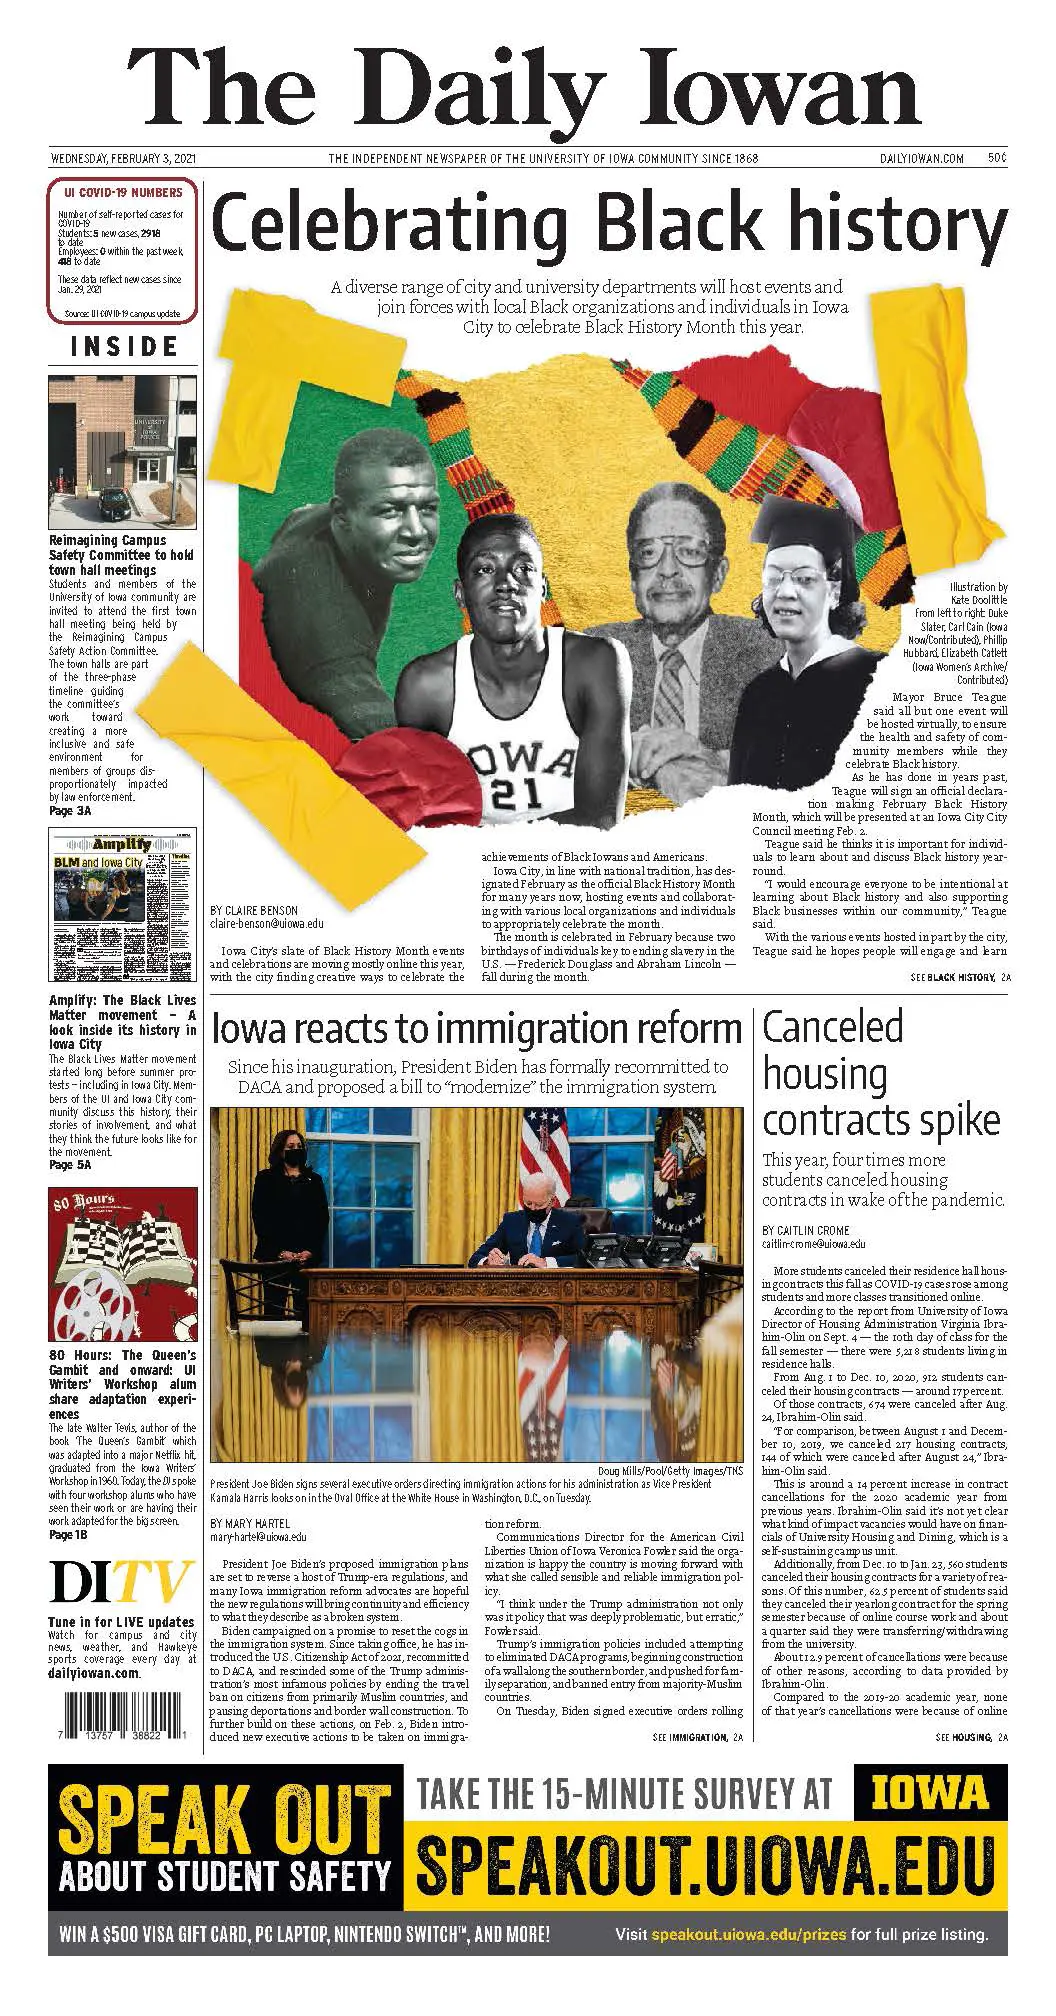 The Daily Iowan
WEDNESDAY, FEBRUARY 3, 2021
THE INDEPENDENT NEWSPAPER OF THE UNIVERSITY OF IOWA COMMUNITY SINCE 1868
DAILYIOWAN.COM 50¢
UI COVID-19 NUMBERS
Number of self-reported cases for
COVID-19
Students: 5 new cases, 2918
to date
Employees: 0 within the past week,
418 to date
These data reflect new cases since
Jan. 29, 2021
Source: UI COVID-19 campus update
INSIDE
UNIVERSITY
of
IOWA
POLICE
Reimagining Campus
Safety Committee to hold
town hall meetings
Students and members of the
University of Iowa community are
invited to attend the first town
hall meeting being held by
the Reimagining Campus
Safety Action Committee.
The town halls are part
of the three-phase
timeline guiding
the committee's
work toward
creating a more
inclusive and safe
environment for
members of groups dis-
proportionately impacted
by law enforcement.
Page 3A
Amplify
BLM and Iowa City
Timeline
Amplify: The Black Lives
Matter movement – A
look inside its history in
Iowa City
The Black Lives Matter movement
started long before summer pro-
tests – including in Iowa City. Mem-
bers of the UI and Iowa City com-
munity discuss this history, their
stories of involvement, and what
they think the future looks like for
the movement.
Page 5A
80 Hours
80 Hours: The Queen's
Gambit and onward: UI
Writers' Workshop alum
share adaptation experi-
ences
The late Walter Tevis, author of the
book 'The Queen's Gambit' which
was adapted into a major Netflix hit,
graduated from the Iowa Writers'
Workshop in 1960. Today, the DI spoke
with four workshop alums who have
seen their work or are having their
work adapted for the big screen.
Page 1B
DITV
Tune in for LIVE updates
Watch for campus and city
news, weather, and Hawkeye
sports coverage every day at
dailyiowan.com.
7 13757 38822 1
Celebrating Black history
A diverse range of city and university departments will host events and
join forces with local Black organizations and individuals in Iowa
City to celebrate Black History Month this year.
IOWA
21
Illustration by
Kate Doolittle
From left to right: Duke
Slater, Carl Cain (Iowa
Now/Contributed), Phillip
Hubbard, Elizabeth Catlett
(Iowa Women's Archive/
Contributed)
BY CLAIRE BENSON
claire-benson@uiowa.edu
Iowa City's slate of Black History Month events
and celebrations are moving mostly online this year,
with the city finding creative ways to celebrate the
achievements of Black Iowans and Americans.
Iowa City, in line with national tradition, has des-
ignated February as the official Black History Month
for many years now, hosting events and collaborat-
ing with various local organizations and individuals
to appropriately celebrate the month.
The month is celebrated in February because two
birthdays of individuals key to ending slavery in the
U.S. — Frederick Douglass and Abraham Lincoln —
fall during the month.
Mayor Bruce Teague
said all but one event will
be hosted virtually, to ensure
the health and safety of com-
munity members while they
celebrate Black history.
As he has done in years past,
Teague will sign an official declara-
tion making February Black History
Month, which will be presented at an Iowa City City
Council meeting Feb. 2.
Teague said he thinks it is important for individ-
uals to learn about and discuss Black history year-
round.
"I would encourage everyone to be intentional at
learning about Black history and also supporting
Black businesses within our community," Teague
said.
With the various events hosted in part by the city,
Teague said he hopes people will engage and learn
SEE BLACK HISTORY, 2A
Iowa reacts to immigration reform
Since his inauguration, President Biden has formally recommitted to
DACA and proposed a bill to "modernize" the immigration system.
Doug Mills/Pool/Getty Images/TNS
President Joe Biden signs several executive orders directing immigration actions for his administration as Vice President
Kamala Harris looks on in the Oval Office at the White House in Washington, D.C., on Tuesday.
BY MARY HARTEL
mary-hartel@uiowa.edu
President Joe Biden's proposed immigration plans
are set to reverse a host of Trump-era regulations, and
many Iowa immigration reform advocates are hopeful
the new regulations will bring continuity and efficiency
to what they describe as a broken system.
Biden campaigned on a promise to reset the cogs in
the immigration system. Since taking office, he has in-
troduced the U.S. Citizenship Act of 2021, recommitted
to DACA, and rescinded some of the Trump adminis-
tration's most infamous policies by ending the travel
ban on citizens from primarily Muslim countries, and
pausing deportations and border wall construction. To
further build on these actions, on Feb. 2, Biden intro-
duced new executive actions to be taken on immigra-
tion reform.
Communications Director for the American Civil
Liberties Union of Iowa Veronica Fowler said the orga-
nization is happy the country is moving forward with
what she called sensible and reliable immigration pol-
icy.
"I think under the Trump administration not only
was it policy that was deeply problematic, but erratic,"
Fowler said.
Trump's immigration policies included attempting
to eliminated DACA programs, beginning construction
of a wall along the southern border, and pushed for fam-
ily separation, and banned entry from majority-Muslim
countries.
On Tuesday, Biden signed executive orders rolling
SEE IMMIGRATION, 2A
Canceled
housing
contracts spike
This year, four times more
students canceled housing
contracts in wake of the pandemic.
BY CAITLIN CROME
caitlin-crome@uiowa.edu
More students canceled their residence hall hous-
ing contracts this fall as COVID-19 cases rose among
students and more classes transitioned online.
According to the report from University of Iowa
Director of Housing Administration Virginia Ibra-
him-Olin on Sept. 4 — the 10th day of class for the
fall semester — there were 5,218 students living in
residence halls.
From Aug. 1 to Dec. 10, 2020, 912 students can-
celed their housing contracts — around 17 percent.
Of those contracts, 674 were canceled after Aug.
24, Ibrahim-Olin said.
"For comparison, between August 1 and Decem-
ber 10, 2019, we canceled 217 housing contracts,
144 of which were canceled after August 24," Ibra-
him-Olin said.
This is around a 14 percent increase in contract
cancellations for the 2020 academic year from
previous years. Ibrahim-Olin said it's not yet clear
what kind of impact vacancies would have on finan-
cials of University Housing and Dining, which is a
self-sustaining campus unit.
Additionally, from Dec. 10 to Jan. 23, 560 students
canceled their housing contracts for a variety of rea-
sons. Of this number, 62.5 percent of students said
they canceled their yearlong contract for the spring
semester because of online course work and about
a quarter said they were transferring/withdrawing
from the university.
About 12.9 percent of cancellations were because
of other reasons, according to data provided by
Ibrahim-Olin.
Compared to the 2019-20 academic year, none
of that year's cancellations were because of online
SEE HOUSING, 2A
SPEAK OUT
ABOUT STUDENT SAFETY
TAKE THE 15-MINUTE SURVEY AT
IOWA
SPEAKOUT.UIOWA.EDU
WIN A $500 VISA GIFT CARD, PC LAPTOP, NINTENDO SWITCH™, AND MORE!
Visit speakout.uiowa.edu/prizes for full prize listing.